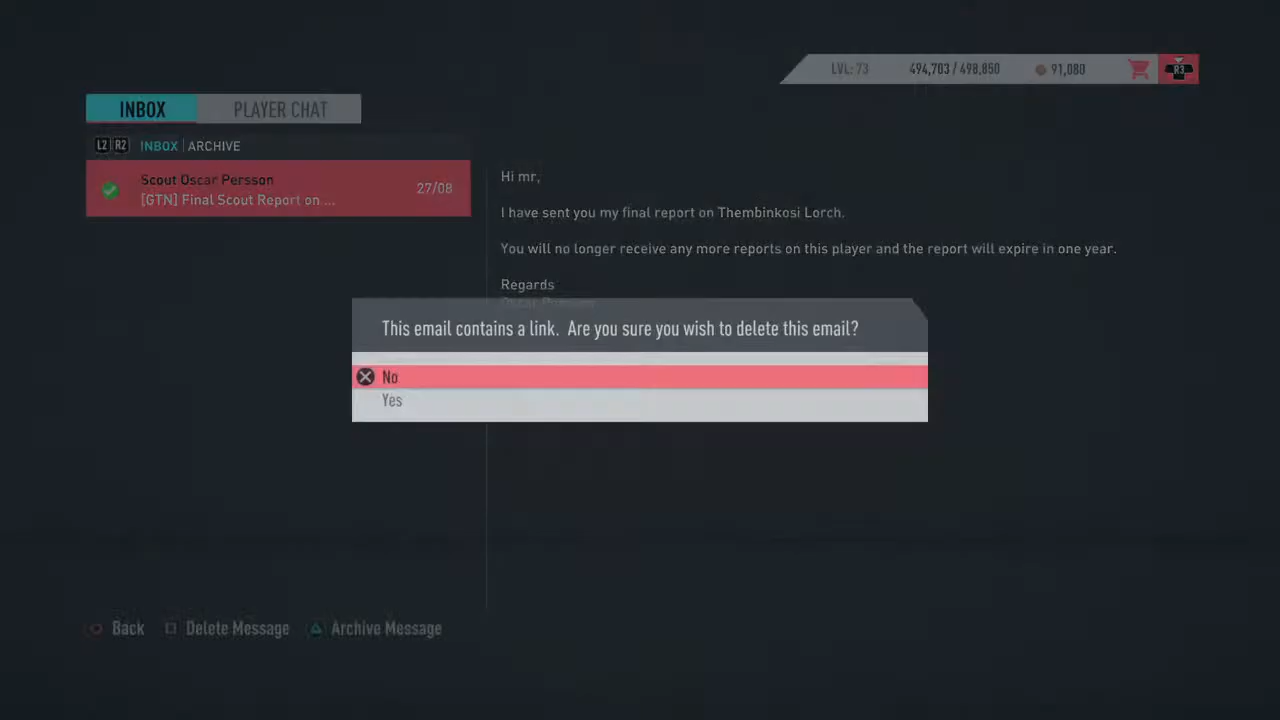 LVL: 73 494,703 / 498,850 91,080 R3
INBOX PLAYER CHAT
L2 R2 INBOX | ARCHIVE
Scout Oscar Persson
[GTN] Final Scout Report on ...
27/08
Hi mr,
I have sent you my final report on Thembinkosi Lorch.
You will no longer receive any more reports on this player and the report will expire in one year.
Regards
Oscar Persson
This email contains a link. Are you sure you wish to delete this email?
No
Yes
Back Delete Message Archive Message